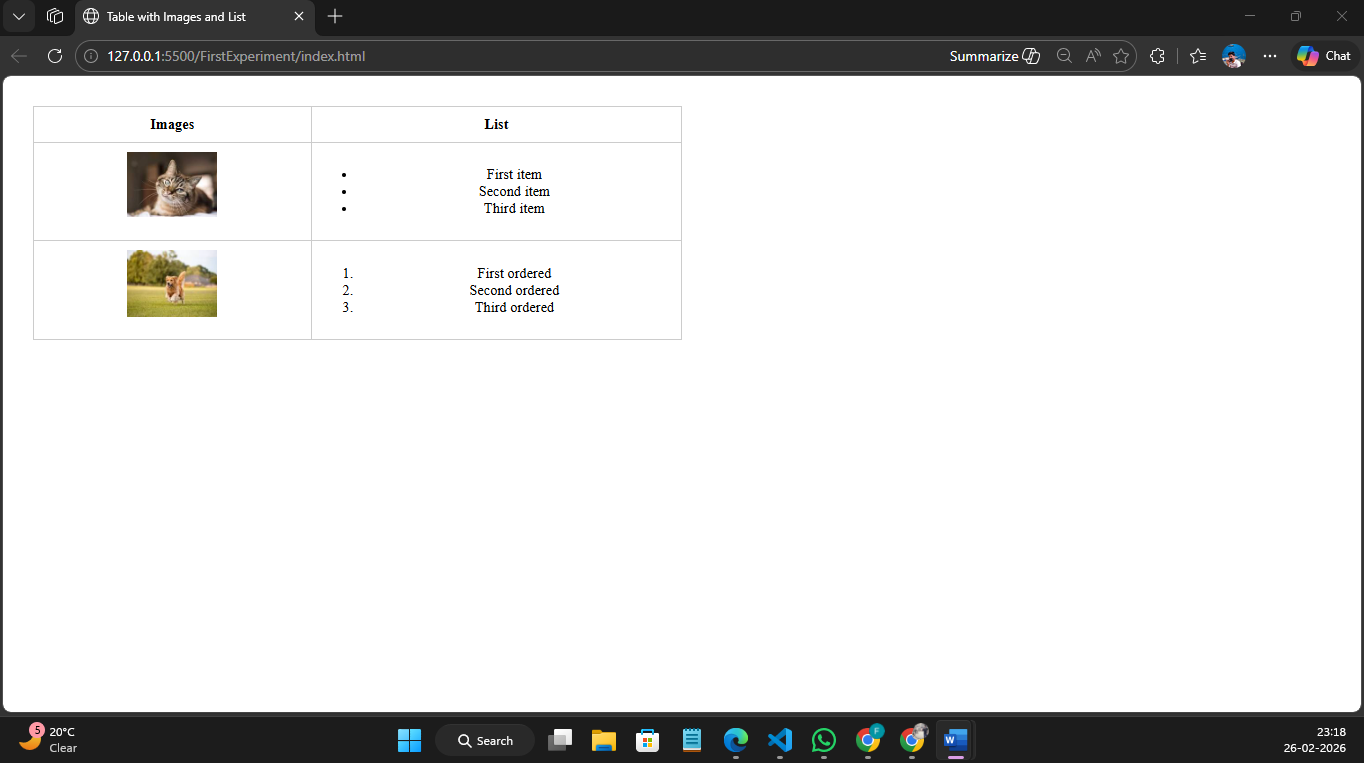 Table with Images and List
127.0.0.1:5500/FirstExperiment/index.html
Summarize
Chat
Images List
• First item
• Second item
• Third item
1. First ordered
2. Second ordered
3. Third ordered
5
20°C
Clear
Search
F
W
23:18
26-02-2026